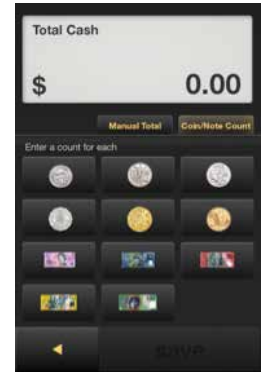 Total Cash
$ 0.00
Manual Total Coin/Note Count
Enter a count for each
SAVE